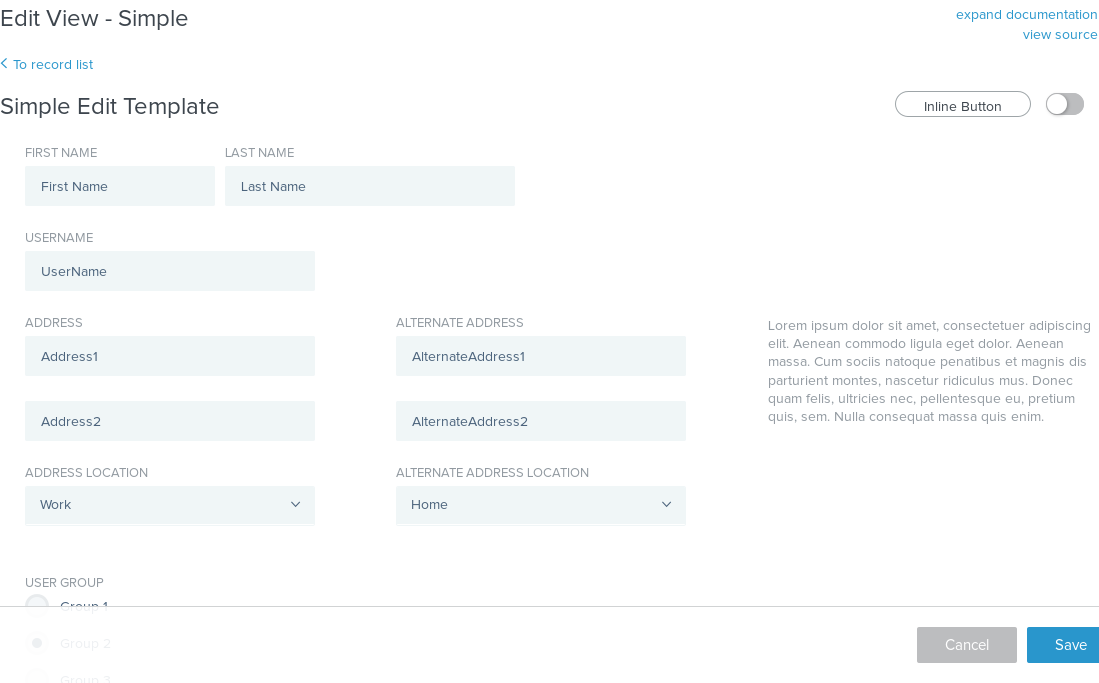 Edit View - Simple
expand documentation
view source
To record list
Simple Edit Template
Inline Button
FIRST NAME
LAST NAME
First Name
Last Name
USERNAME
UserName
ADDRESS
ALTERNATE ADDRESS
Address1
AlternateAddress1
Lorem ipsum dolor sit amet, consectetuer adipiscing
elit. Aenean commodo ligula eget dolor. Aenean
massa. Cum sociis natoque penatibus et magnis dis
parturient montes, nascetur ridiculus mus. Donec
quam felis, ultricies nec, pellentesque eu, pretium
quis, sem. Nulla consequat massa quis enim.
Address2
AlternateAddress2
ADDRESS LOCATION
ALTERNATE ADDRESS LOCATION
Work
Home
USER GROUP
Group 1
Group 2
Group 3
Cancel
Save